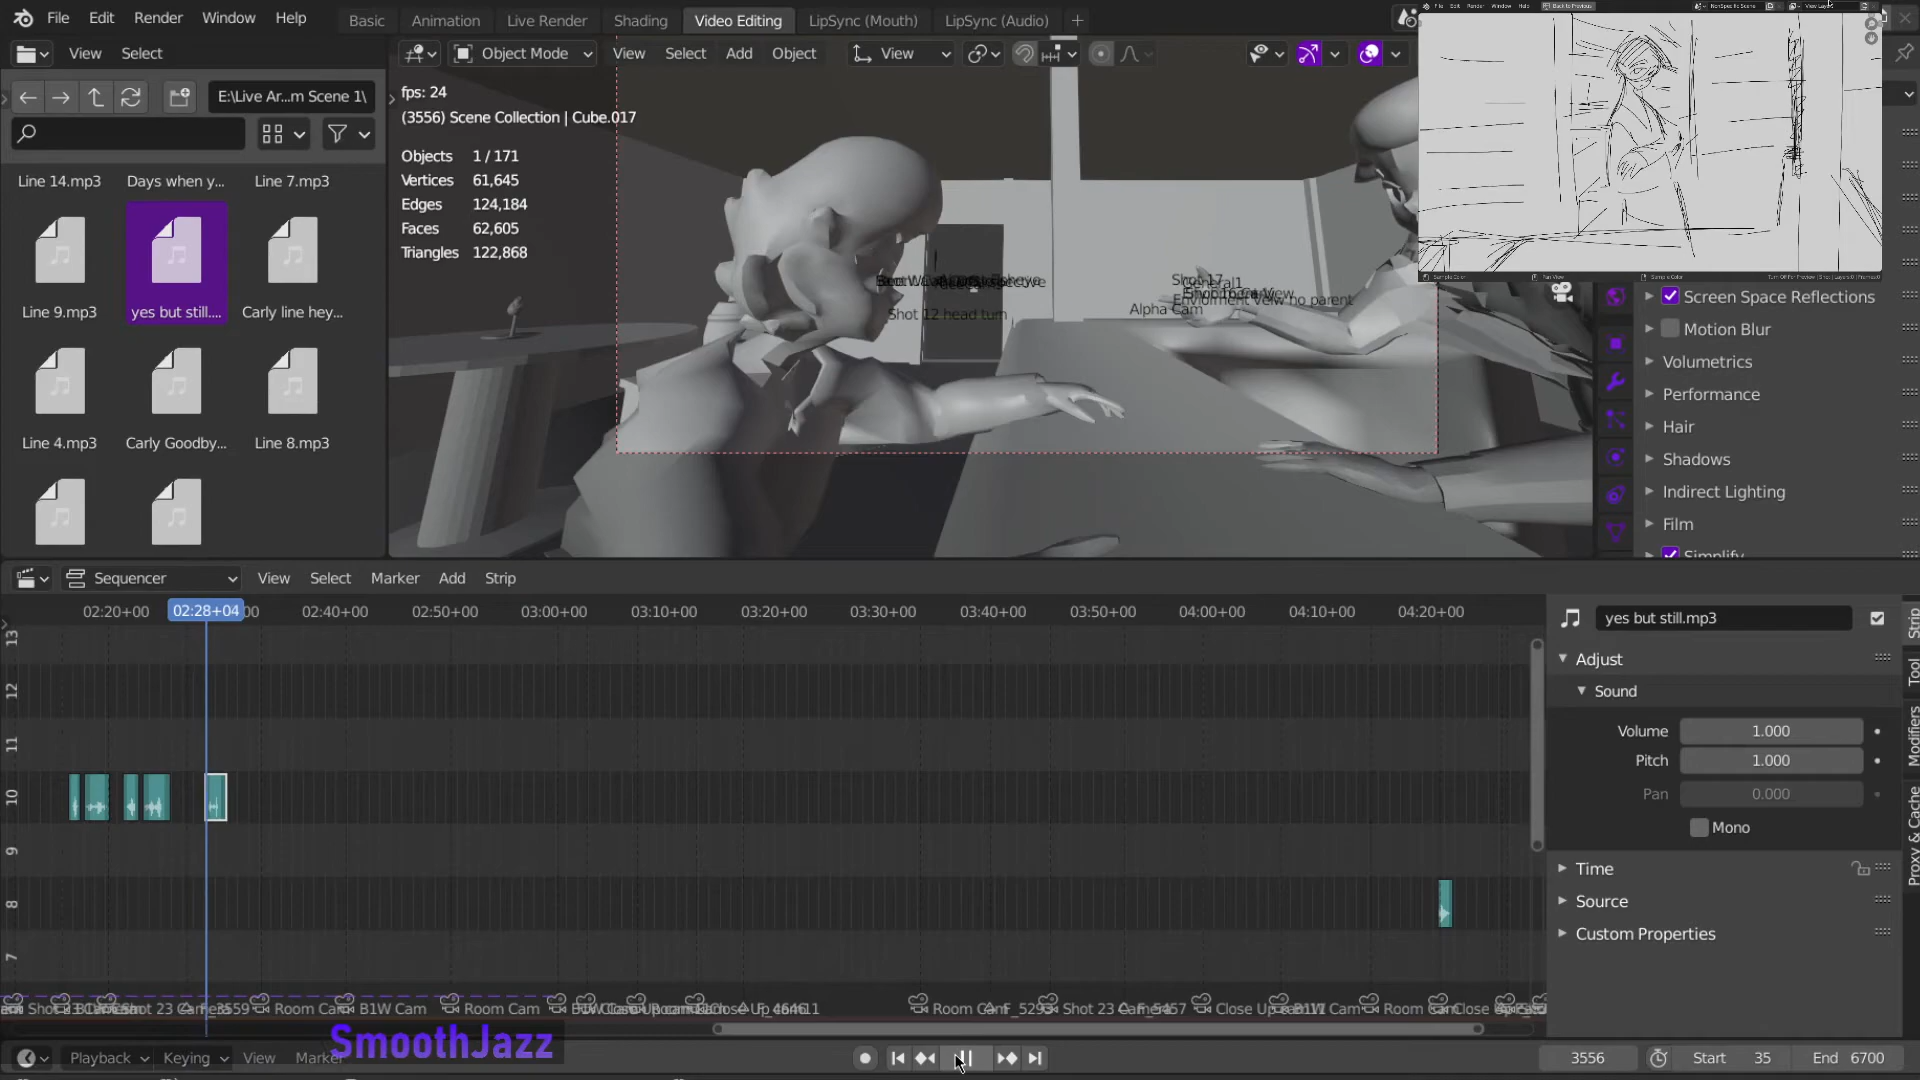 File Edit Render Window Help
Basic Animation Live Render Shading Video Editing LipSync (Mouth) LipSync (Audio) +
View Select
Object Mode View Select Add Object View
E:\Live Ar...m Scene 1\
fps: 24
(3556) Scene Collection | Cube.017
Objects 1 / 171
Vertices 61,645
Edges 124,184
Faces 62,605
Triangles 122,868
Line 14.mp3 Days when y... Line 7.mp3
Line 9.mp3 yes but still.... Carly line hey...
Line 4.mp3 Carly Goodby... Line 8.mp3
Shot 17
Alpha Cam
Shot 12 head turn
Back to Previous
Screen Space Reflections
Motion Blur
Volumetrics
Performance
Hair
Shadows
Indirect Lighting
Film
Simplify
Sequencer View Select Marker Add Strip
02:20+00 02:28+04 02:40+00 02:50+00 03:00+00 03:10+00 03:20+00 03:30+00 03:40+00 03:50+00 04:00+00 04:10+00 04:20+00
13
12
11
10
9
8
7
yes but still.mp3
Adjust
Sound
Volume 1.000
Pitch 1.000
Pan 0.000
Mono
Time
Source
Custom Properties
Strip
Tool
Modifiers
Proxy & Cache
Room Cam B1W Cam Room Cam
SmoothJazz
Playback Keying View Marker
3556 Start 35 End 6700